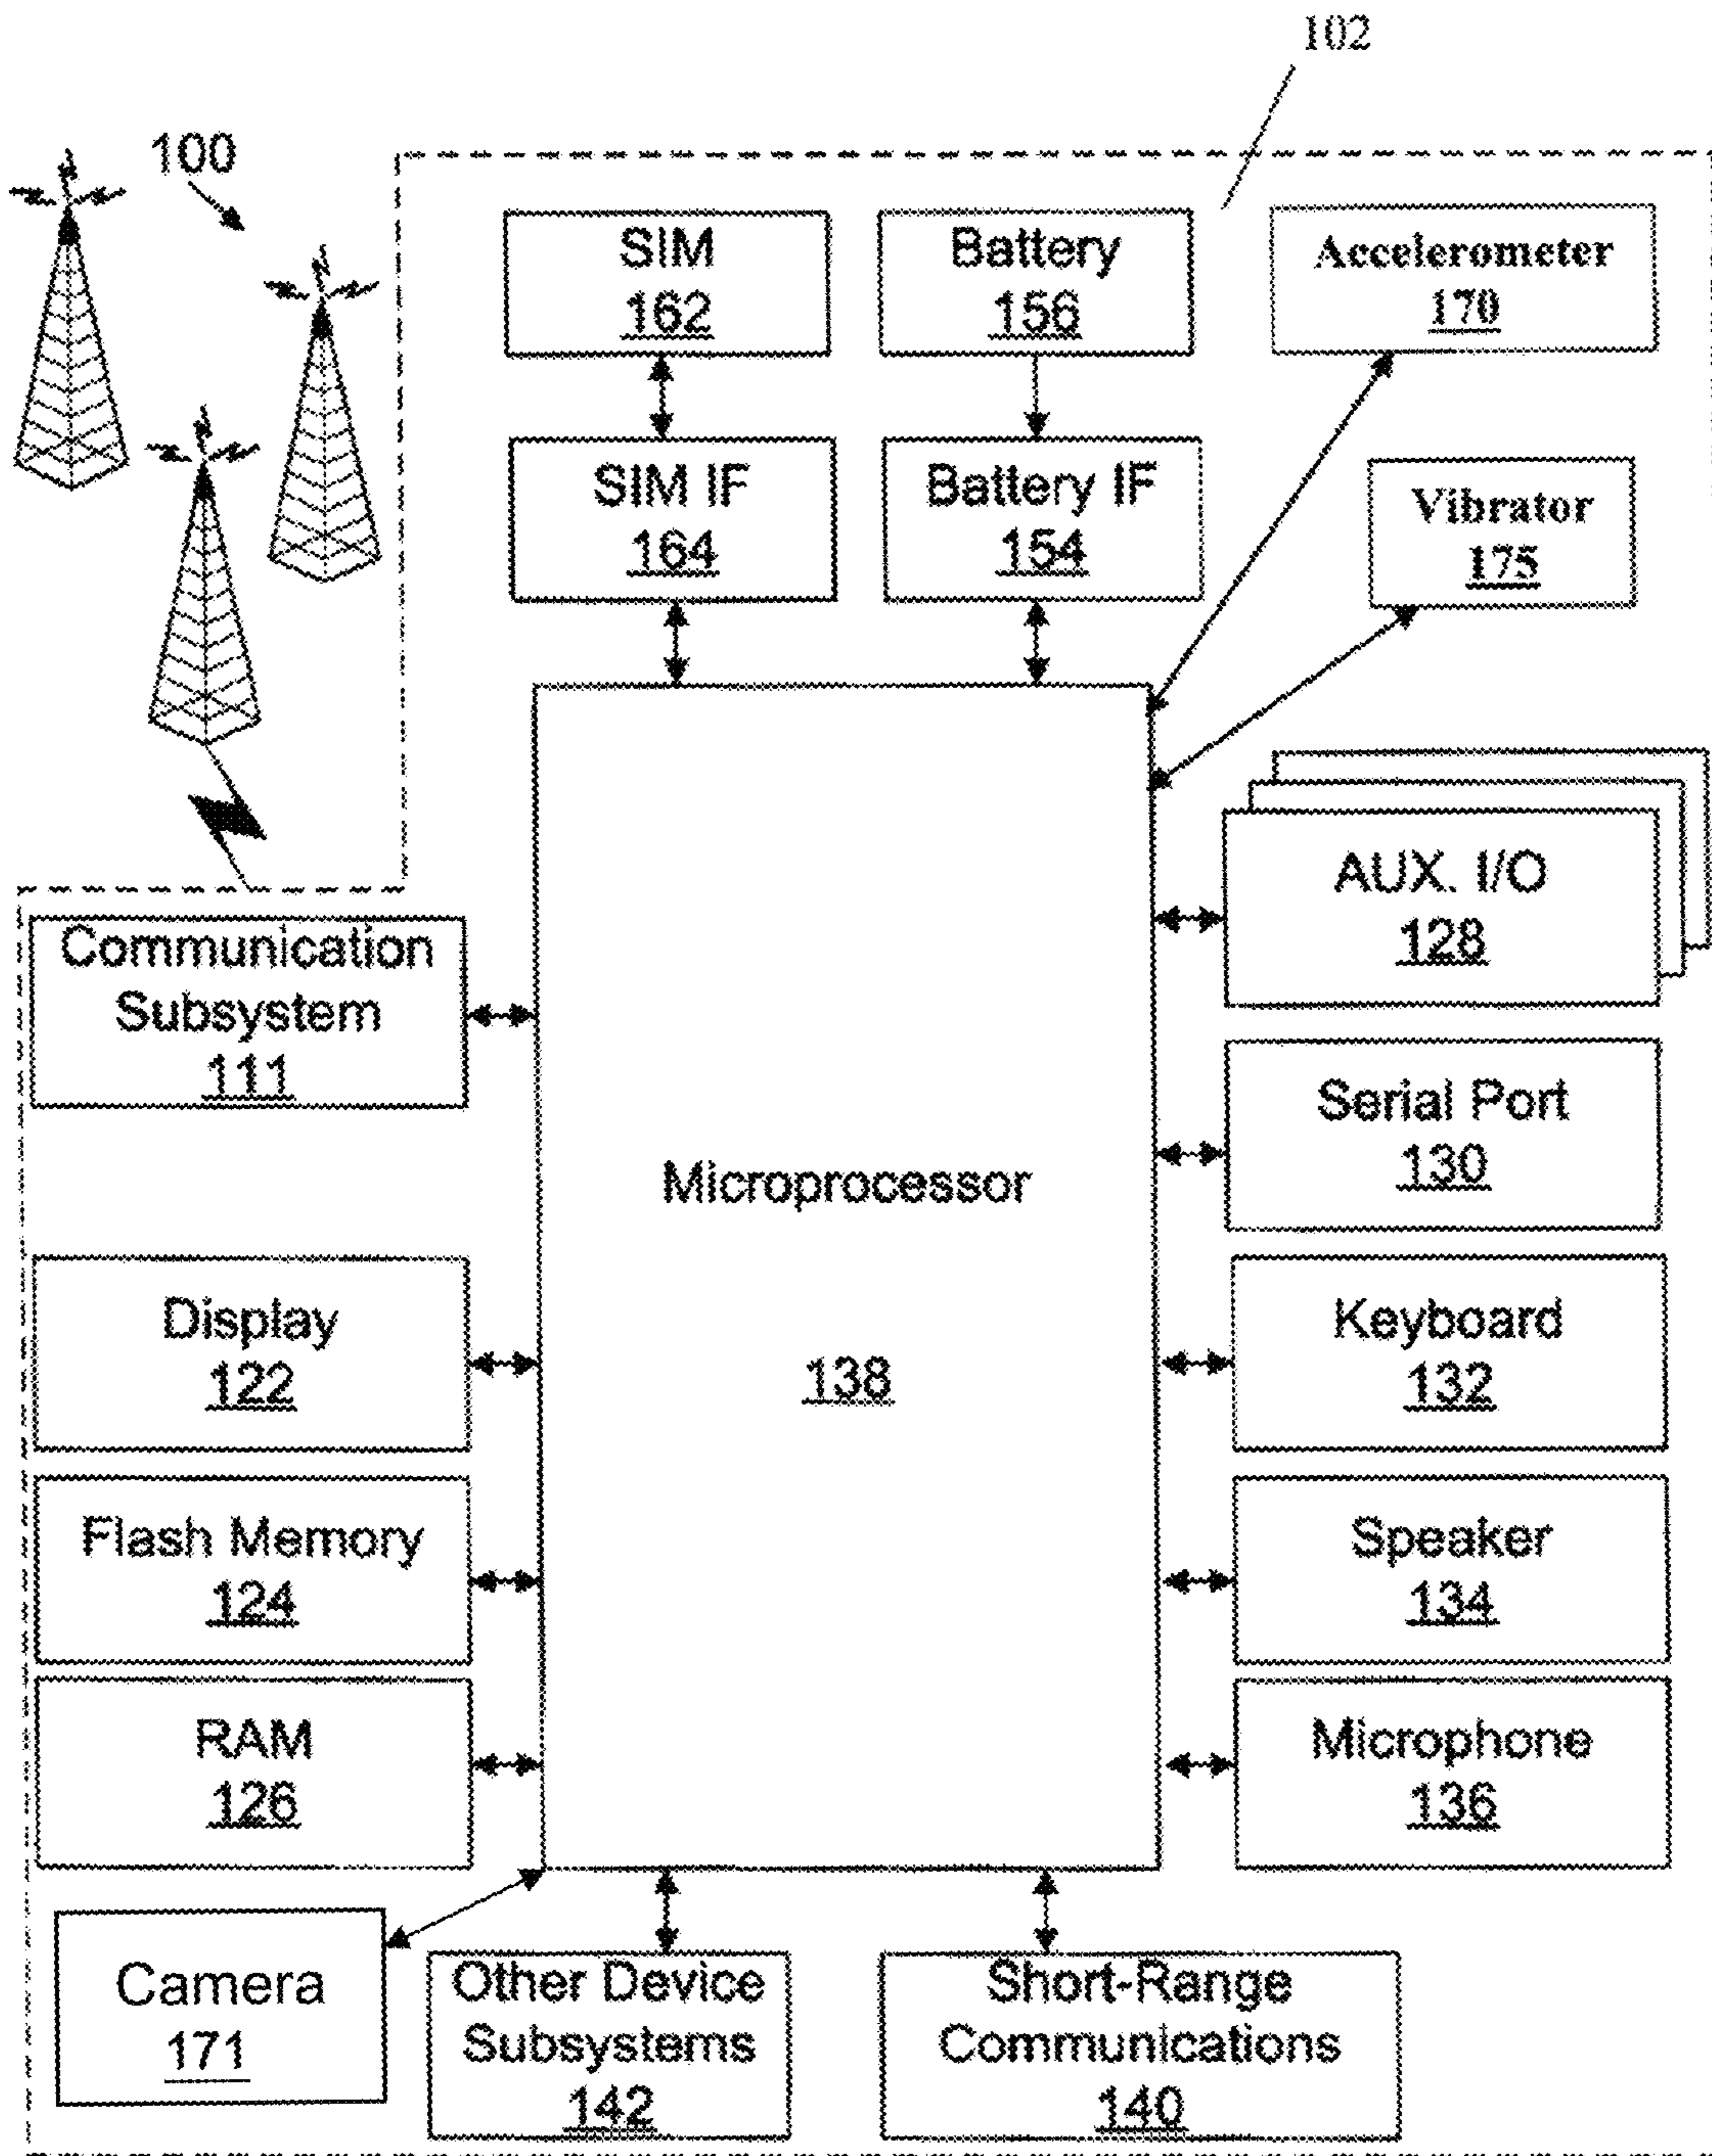 102
100
SIM
162
Battery
156
Accelerometer
170
SIM IF
164
Battery IF
154
Vibrator
175
AUX. I/O
128
Communication
Subsystem
111
Serial Port
130
Microprocessor
138
Display
122
Keyboard
132
Flash Memory
124
Speaker
134
RAM
126
Microphone
136
Camera
171
Other Device
Subsystems
142
Short-Range
Communications
140